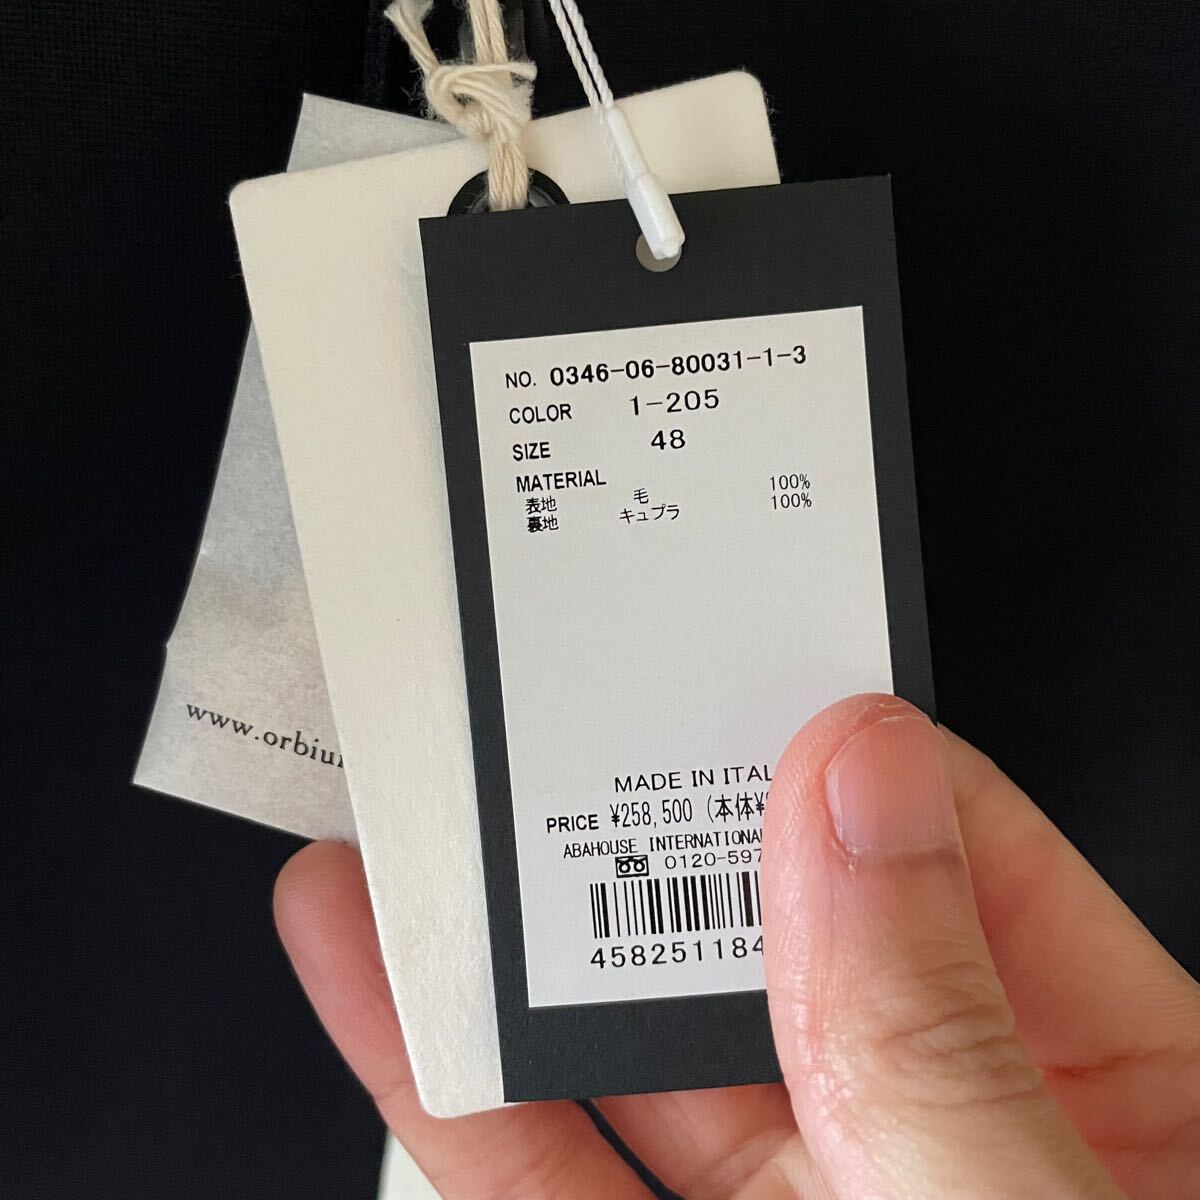 NO. 0346-06-80031-1-3
COLOR 1-205
SIZE 48
MATERIAL
表地 毛 100%
裏地 キュプラ 100%
MADE IN
PRICE ¥258,500 (本体
ABAHOUSE INTERNATIONAL
0120-597
458251184
www.orbiu